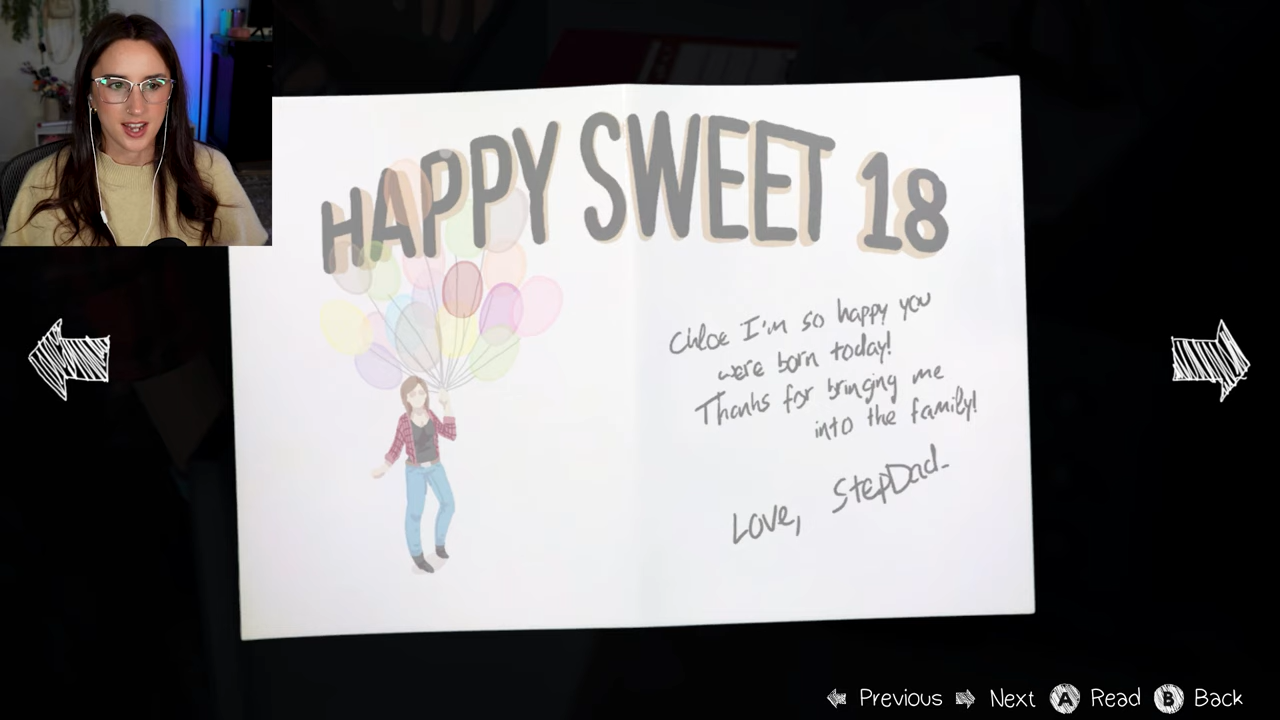 HAPPY SWEET 18
Chloe I'm so happy you
were born today!
Thanks for bringing me
into the family!
Love, StepDad-
Previous Next A Read B Back